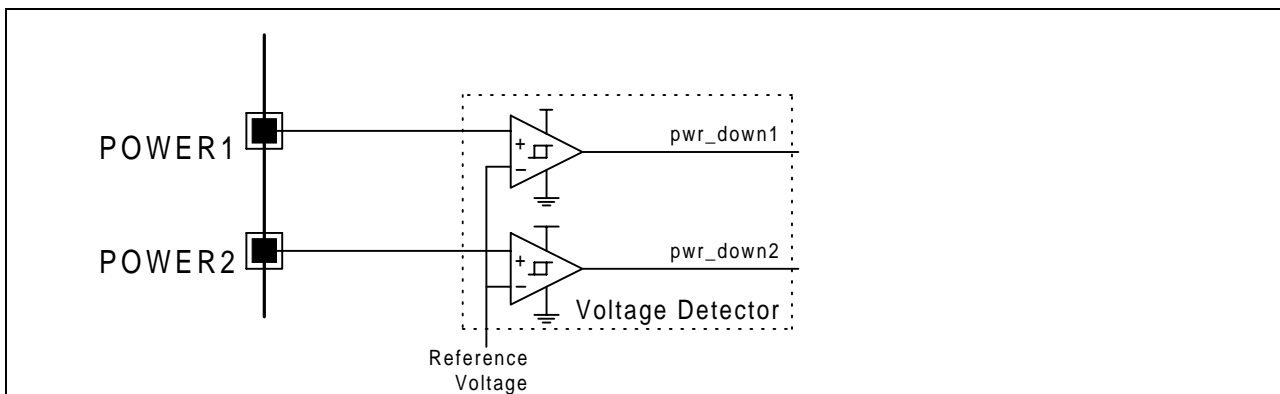 POWER1
pwr_down1
POWER2
pwr_down2
Voltage Detector
Reference
Voltage